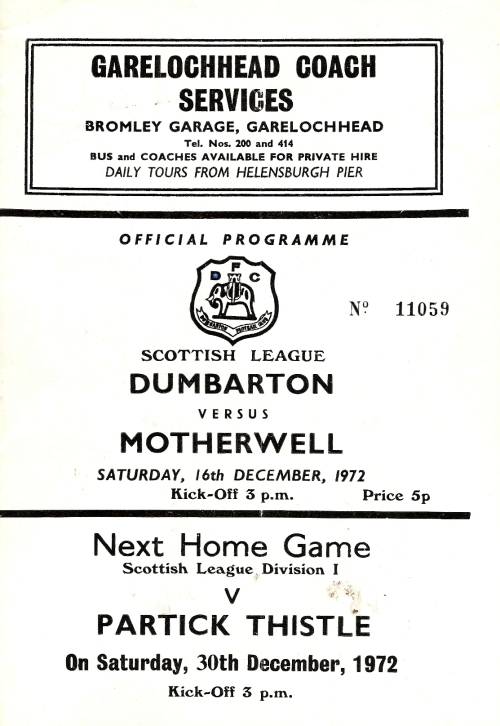 GARELOCHHEAD COACH
SERVICES
BROMLEY GARAGE, GARELOCHHEAD
Tel. Nos. 200 and 414
BUS and COACHES AVAILABLE FOR PRIVATE HIRE
DAILY TOURS FROM HELENSBURGH PIER
OFFICIAL PROGRAMME
D F C
Nº 11059
SCOTTISH LEAGUE
DUMBARTON
VERSUS
MOTHERWELL
SATURDAY, 16th DECEMBER, 1972
Kick-Off 3 p.m. Price 5p
Next Home Game
Scottish League Division I
V
PARTICK THISTLE
On Saturday, 30th December, 1972
Kick-Off 3 p.m.